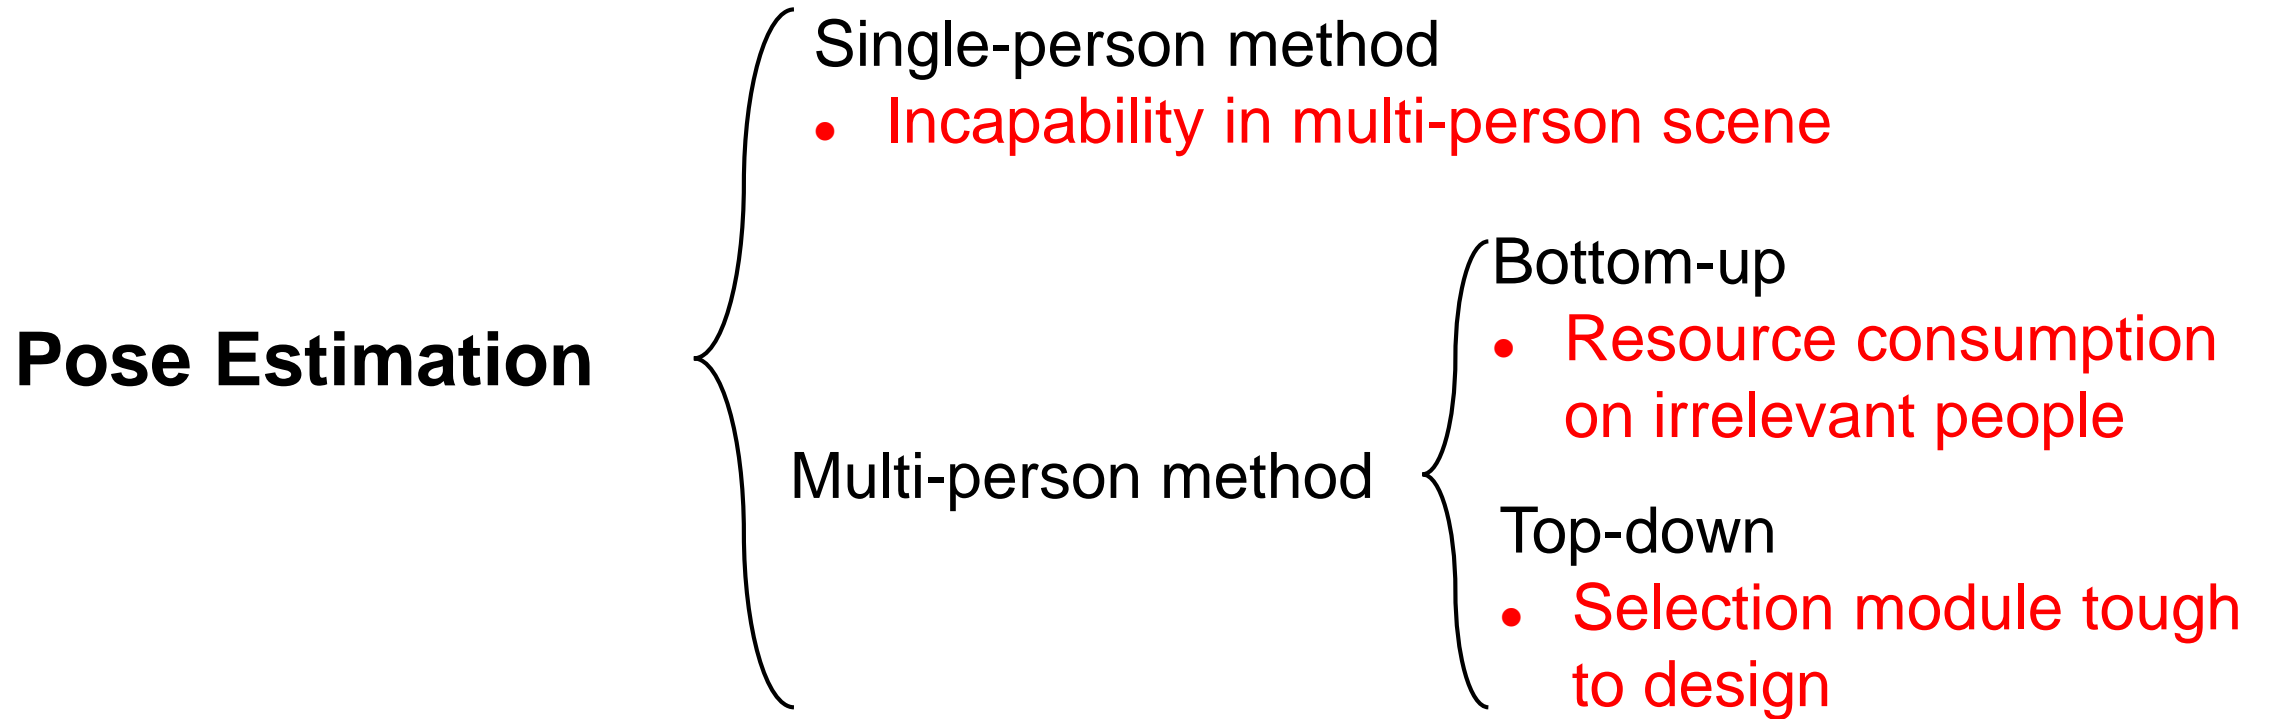 Single-person method
• Incapability in multi-person scene
Pose Estimation
Multi-person method
Bottom-up
• Resource consumption
on irrelevant people
Top-down
• Selection module tough
to design